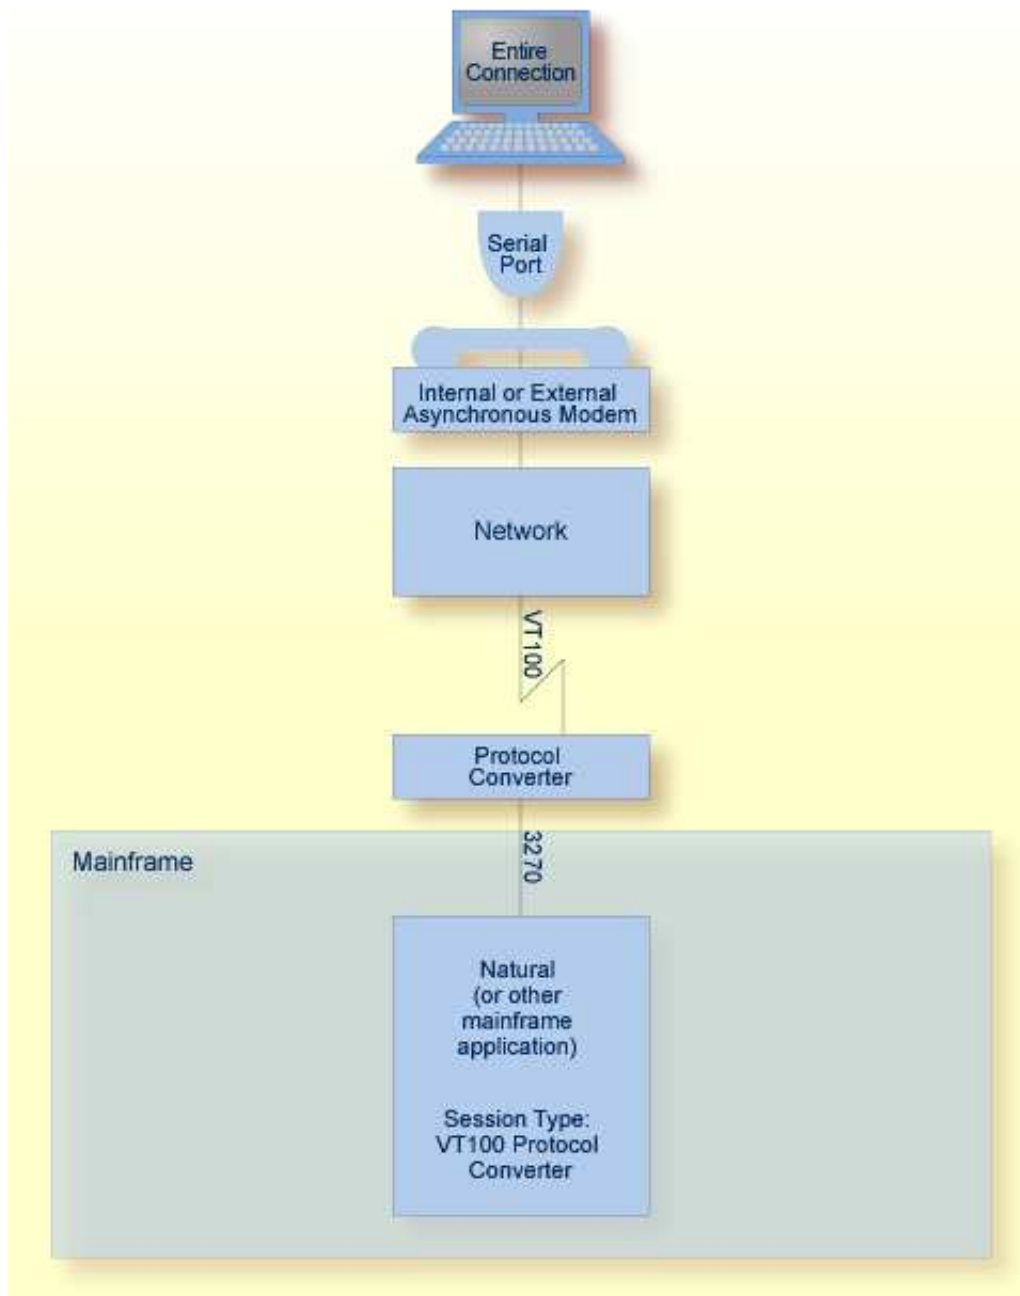 Entire
Connection
Serial
Port
Internal or External
Asynchronous Modem
Network
VT100
Protocol
Converter
3270
Mainframe
Natural
(or other
mainframe
application)
Session Type:
VT100 Protocol
Converter